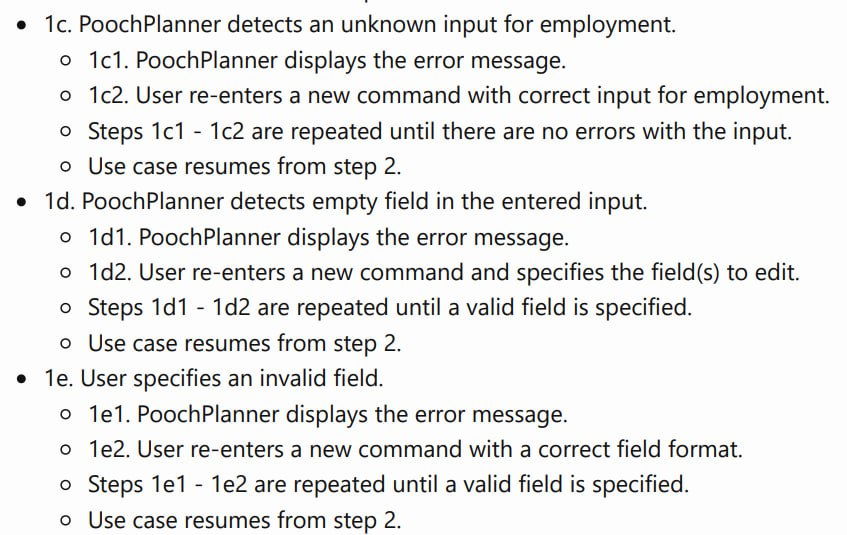 • 1c. PoochPlanner detects an unknown input for employment.
◦ 1c1. PoochPlanner displays the error message.
◦ 1c2. User re-enters a new command with correct input for employment.
◦ Steps 1c1 - 1c2 are repeated until there are no errors with the input.
◦ Use case resumes from step 2.
• 1d. PoochPlanner detects empty field in the entered input.
◦ 1d1. PoochPlanner displays the error message.
◦ 1d2. User re-enters a new command and specifies the field(s) to edit.
◦ Steps 1d1 - 1d2 are repeated until a valid field is specified.
◦ Use case resumes from step 2.
• 1e. User specifies an invalid field.
◦ 1e1. PoochPlanner displays the error message.
◦ 1e2. User re-enters a new command with a correct field format.
◦ Steps 1e1 - 1e2 are repeated until a valid field is specified.
◦ Use case resumes from step 2.